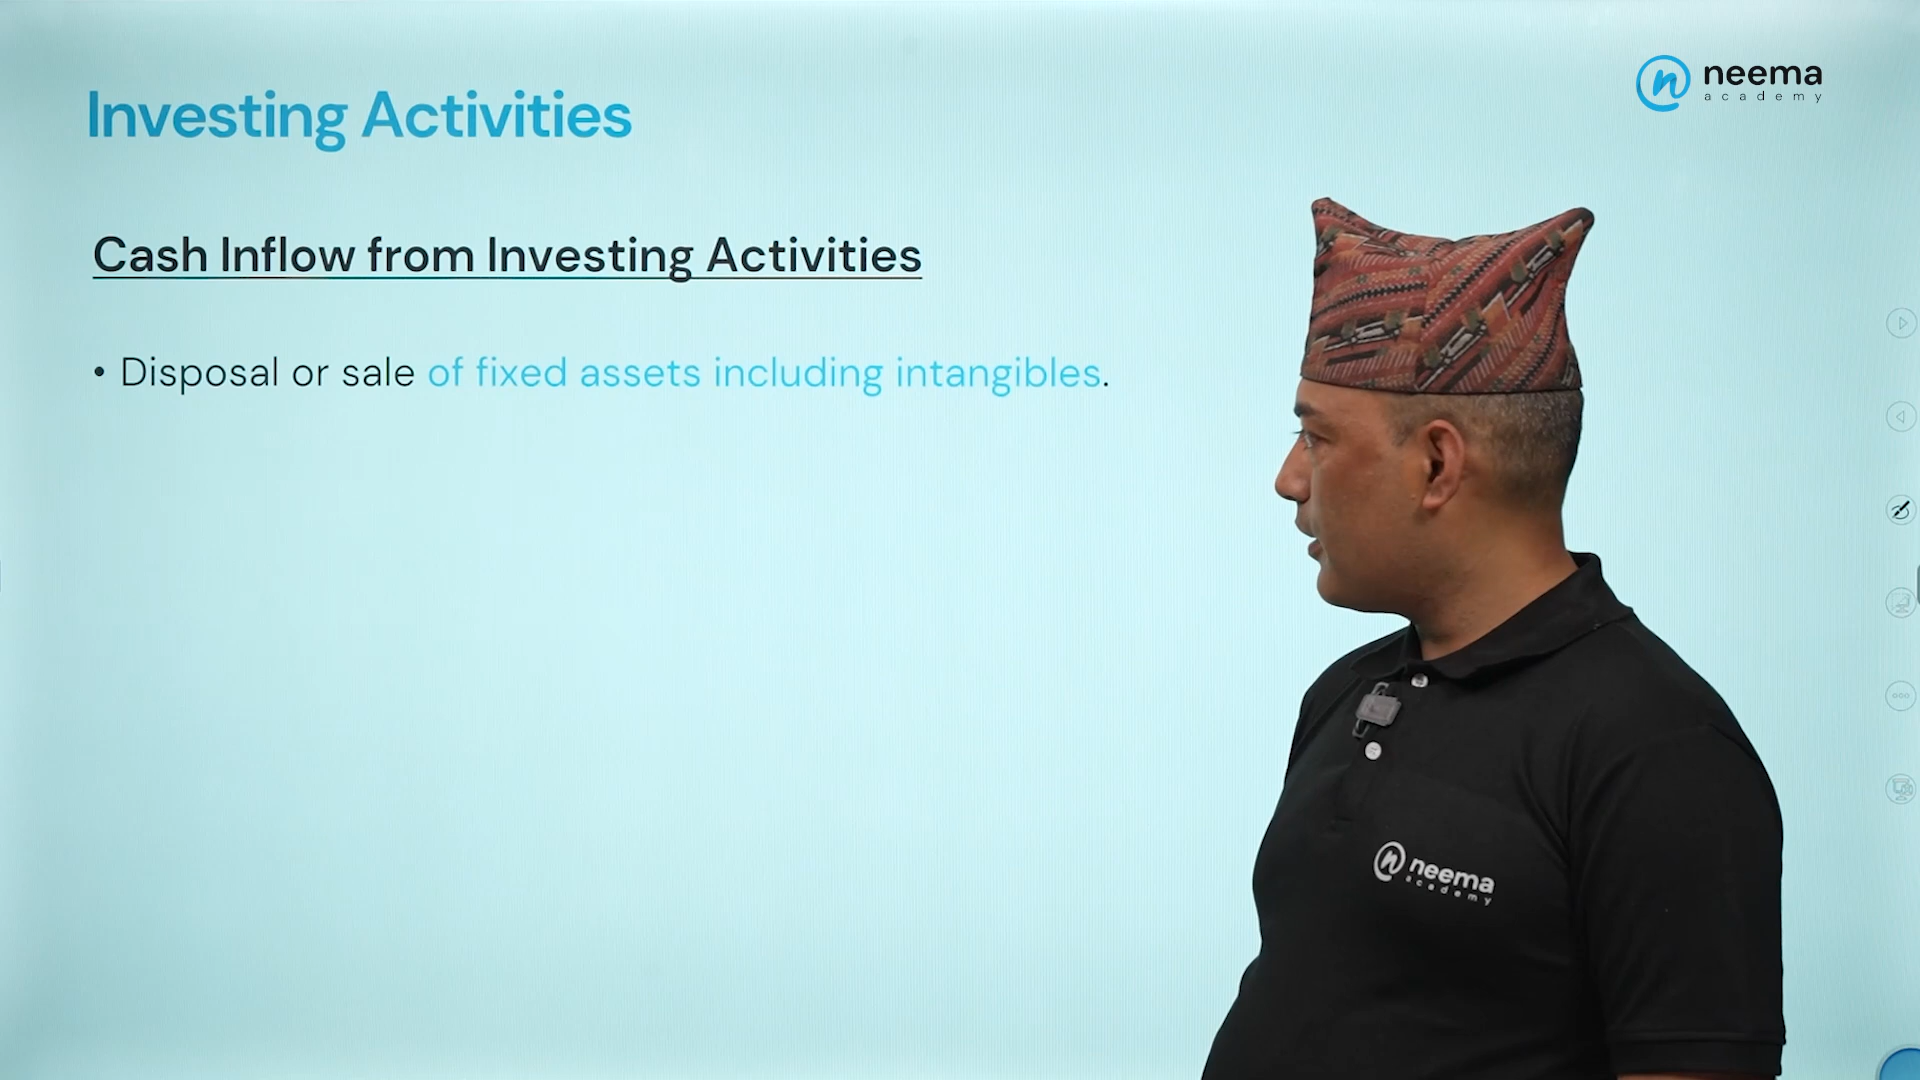 neema
academy
Investing Activities
Cash Inflow from Investing Activities
• Disposal or sale of fixed assets including intangibles.
neema
academy